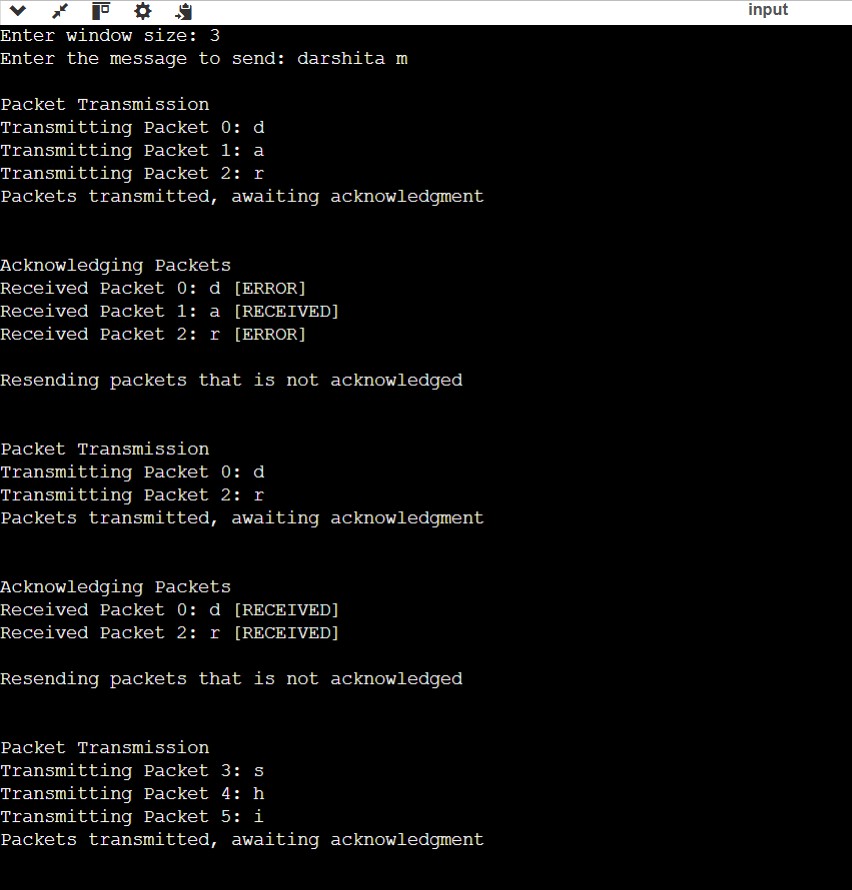 input
Enter window size: 3
Enter the message to send: darshita m
Packet Transmission
Transmitting Packet 0: d
Transmitting Packet 1: a
Transmitting Packet 2: r
Packets transmitted, awaiting acknowledgment
Acknowledging Packets
Received Packet 0: d [ERROR]
Received Packet 1: a [RECEIVED]
Received Packet 2: r [ERROR]
Resending packets that is not acknowledged
Packet Transmission
Transmitting Packet 0: d
Transmitting Packet 2: r
Packets transmitted, awaiting acknowledgment
Acknowledging Packets
Received Packet 0: d [RECEIVED]
Received Packet 2: r [RECEIVED]
Resending packets that is not acknowledged
Packet Transmission
Transmitting Packet 3: s
Transmitting Packet 4: h
Transmitting Packet 5: i
Packets transmitted, awaiting acknowledgment